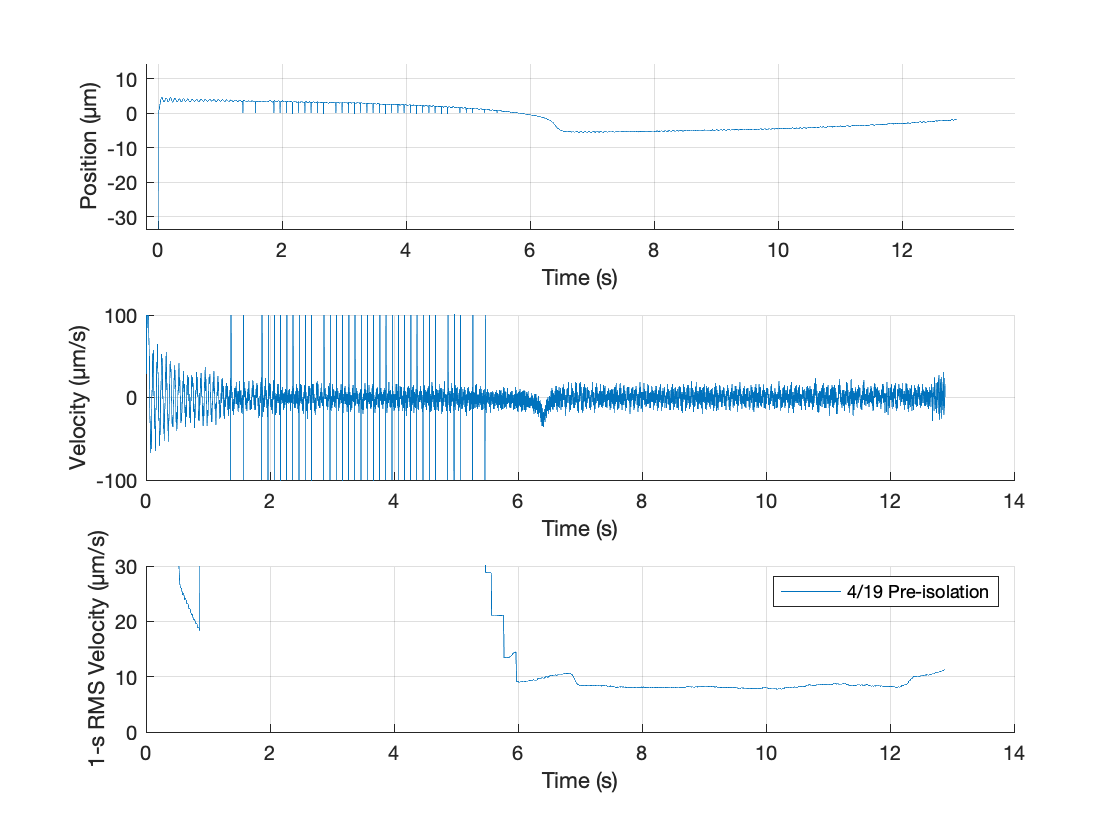 Position (μm)
10
0
-10
-20
-30
0 2 4 6 8 10 12
Time (s)
Velocity (μm/s)
100
0
-100
0 2 4 6 8 10 12 14
Time (s)
1-s RMS Velocity (μm/s)
30
20
10
0
4/19 Pre-isolation
0 2 4 6 8 10 12 14
Time (s)